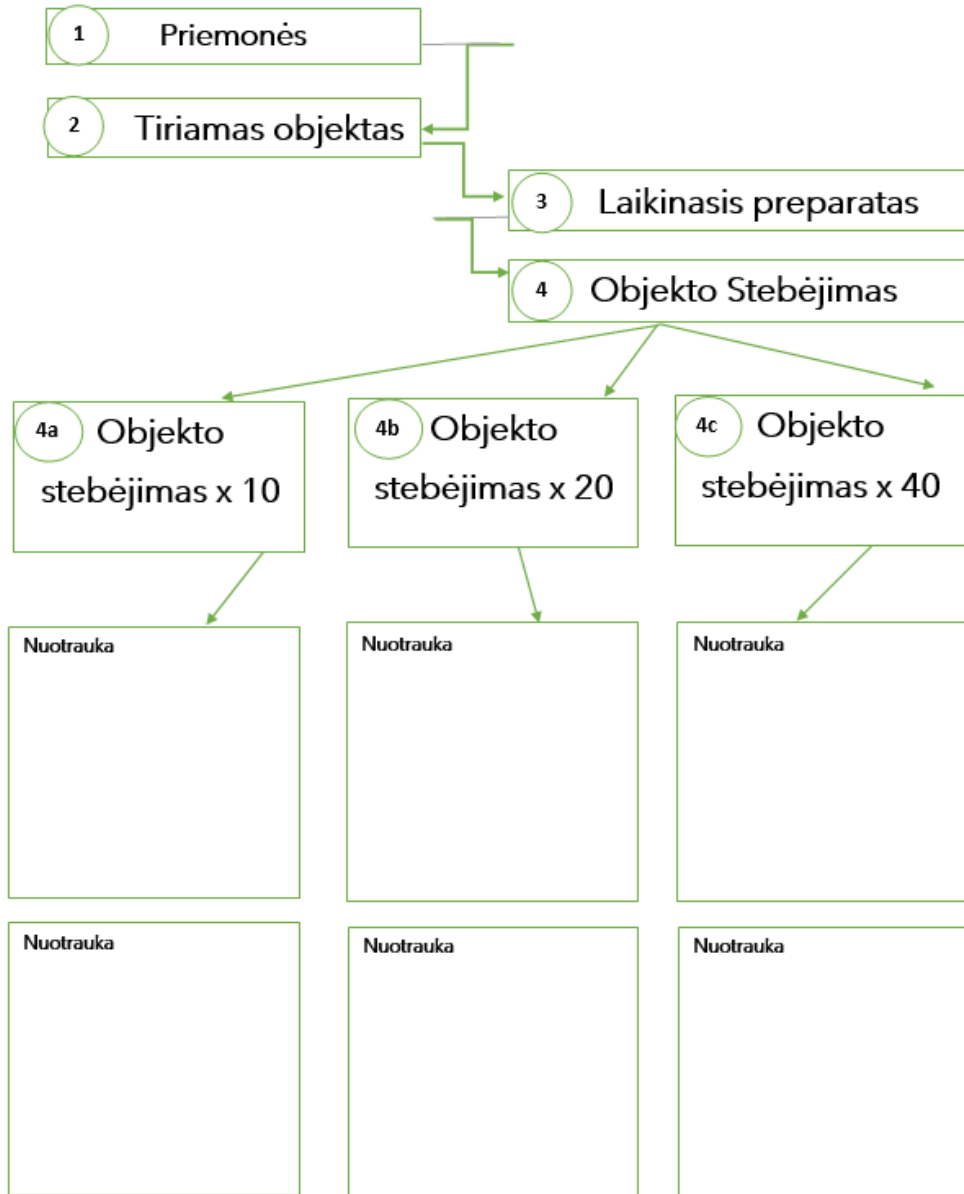 1 Priemonės
2 Tiriamas objektas
3 Laikinasis preparatas
4 Objekto Stebėjimas
4a Objekto
stebėjimas x 10
4b Objekto
stebėjimas x 20
4c Objekto
stebėjimas x 40
Nuotrauka
Nuotrauka
Nuotrauka
Nuotrauka
Nuotrauka
Nuotrauka